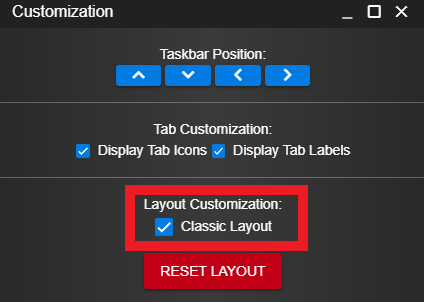 Customization
Taskbar Position:
Tab Customization:
Display Tab Icons Display Tab Labels
Layout Customization:
Classic Layout
RESET LAYOUT